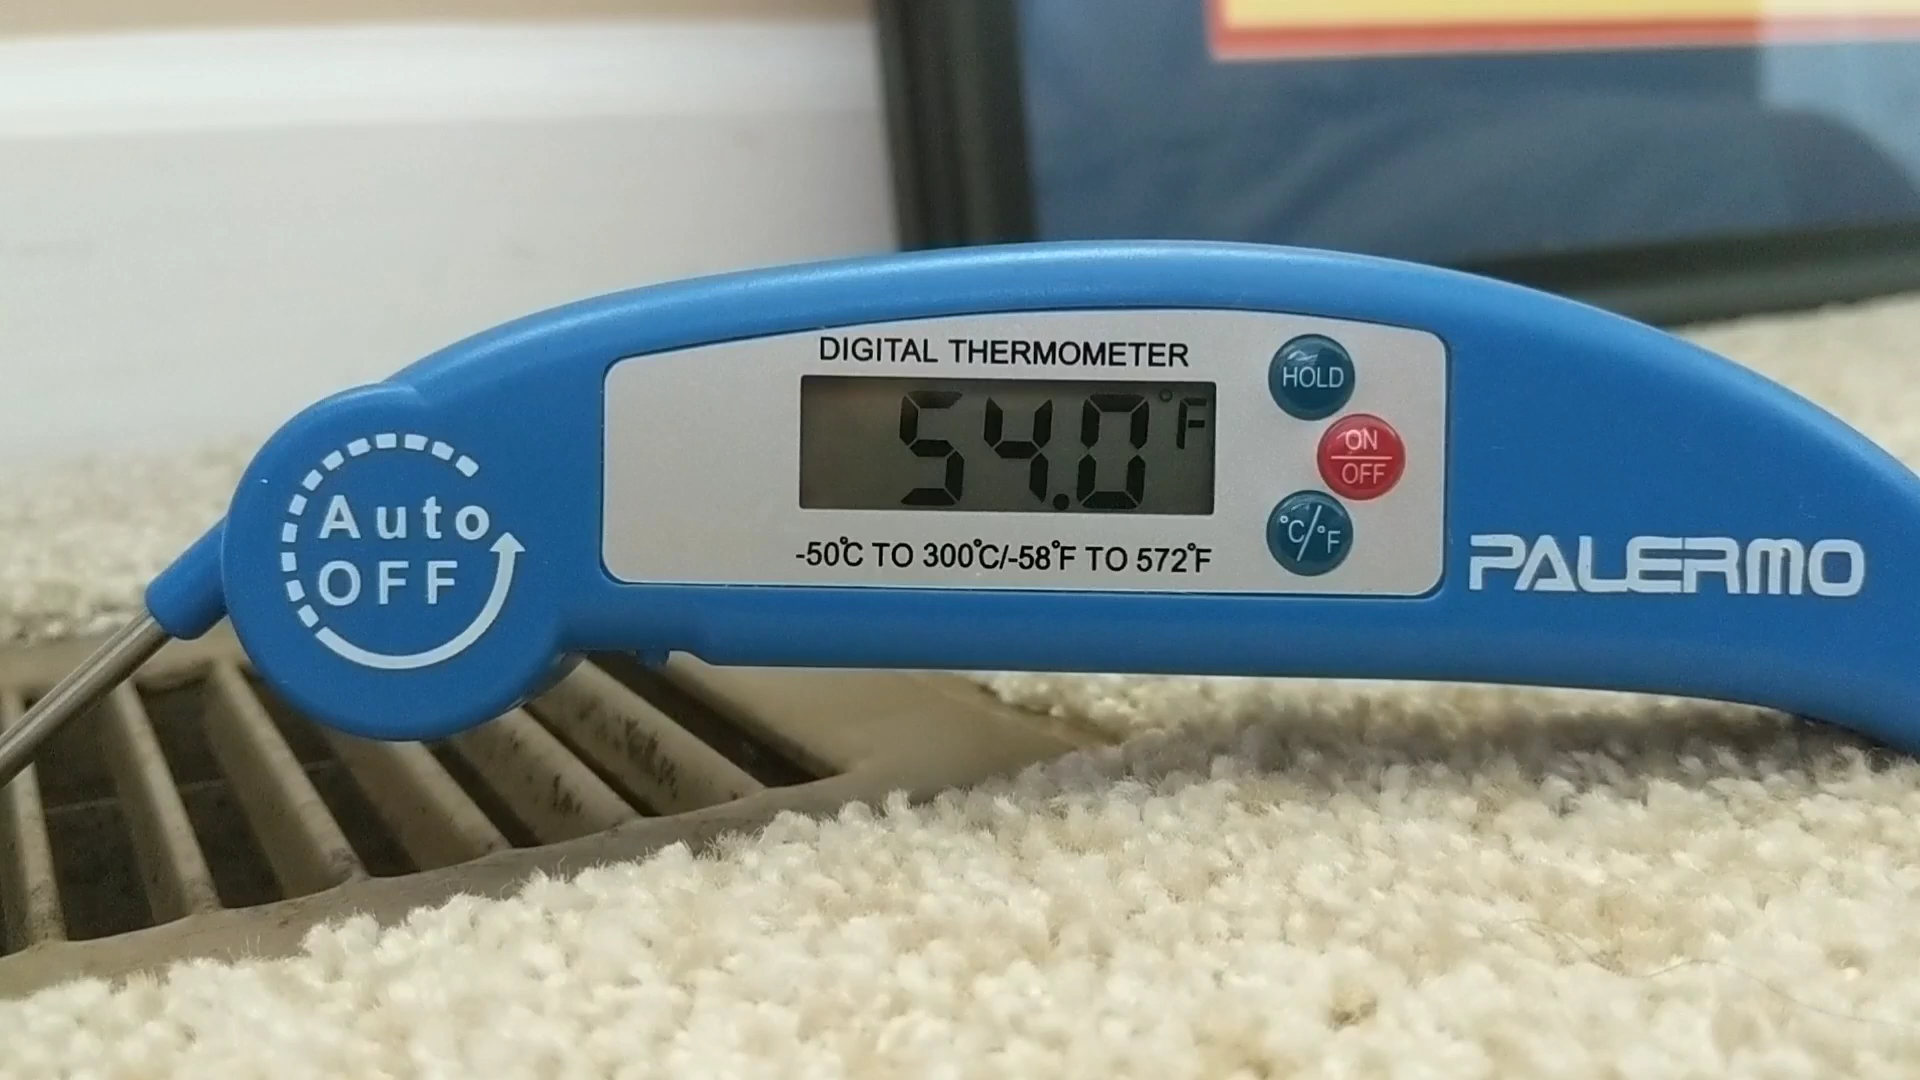 DIGITAL THERMOMETER
54.0°F
-50°C TO 300°C/-58°F TO 572°F
HOLD
ON
OFF
°C/°F
Auto
OFF
PALERMO